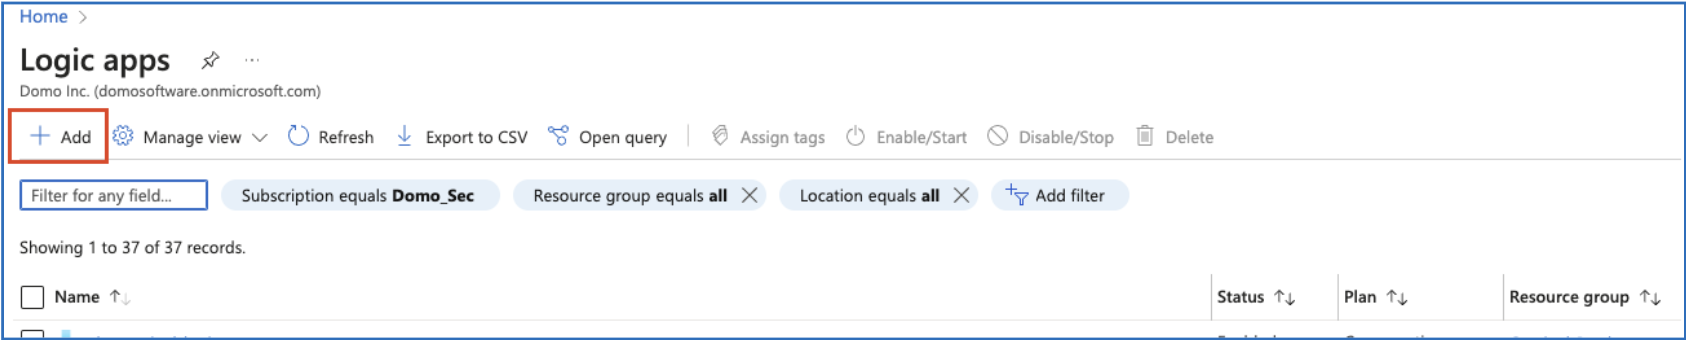 Home >
Logic apps ...
Domo Inc. (domosoftware.onmicrosoft.com)
+ Add Manage view Refresh Export to CSV Open query Assign tags Enable/Start Disable/Stop Delete
Filter for any field... Subscription equals Domo_Sec Resource group equals all Location equals all Add filter
Showing 1 to 37 of 37 records.
Name ↑↓ Status ↑↓ Plan ↑↓ Resource group ↑↓